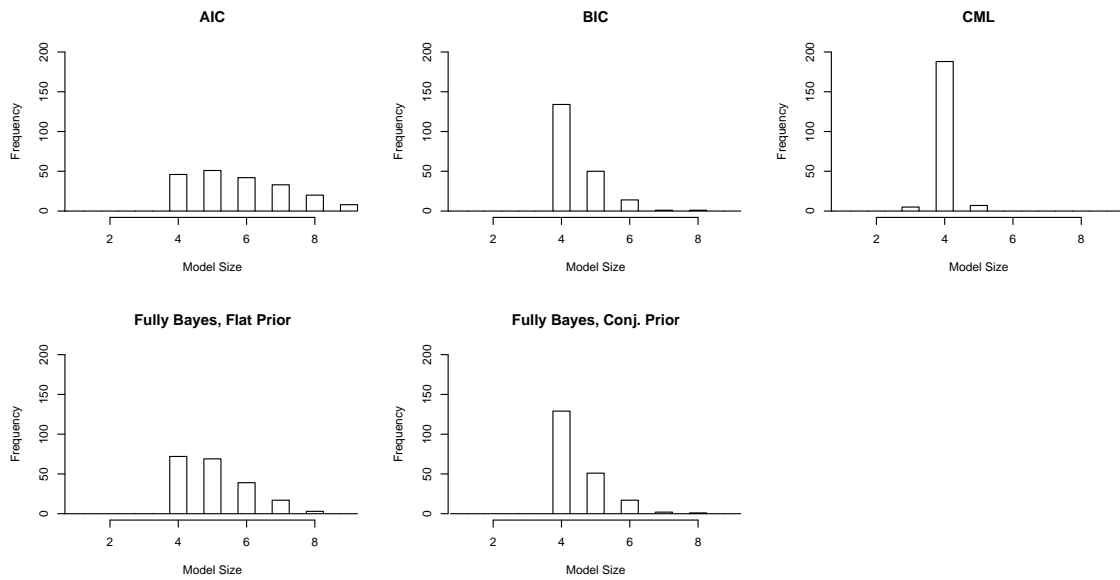 AIC
Frequency
0
50
100
150
200
2 4 6 8
Model Size
BIC
Frequency
0
50
100
150
200
2 4 6 8
Model Size
CML
Frequency
0
50
100
150
200
2 4 6 8
Model Size
Fully Bayes, Flat Prior
Frequency
0
50
100
150
200
2 4 6 8
Model Size
Fully Bayes, Conj. Prior
Frequency
0
50
100
150
200
2 4 6 8
Model Size